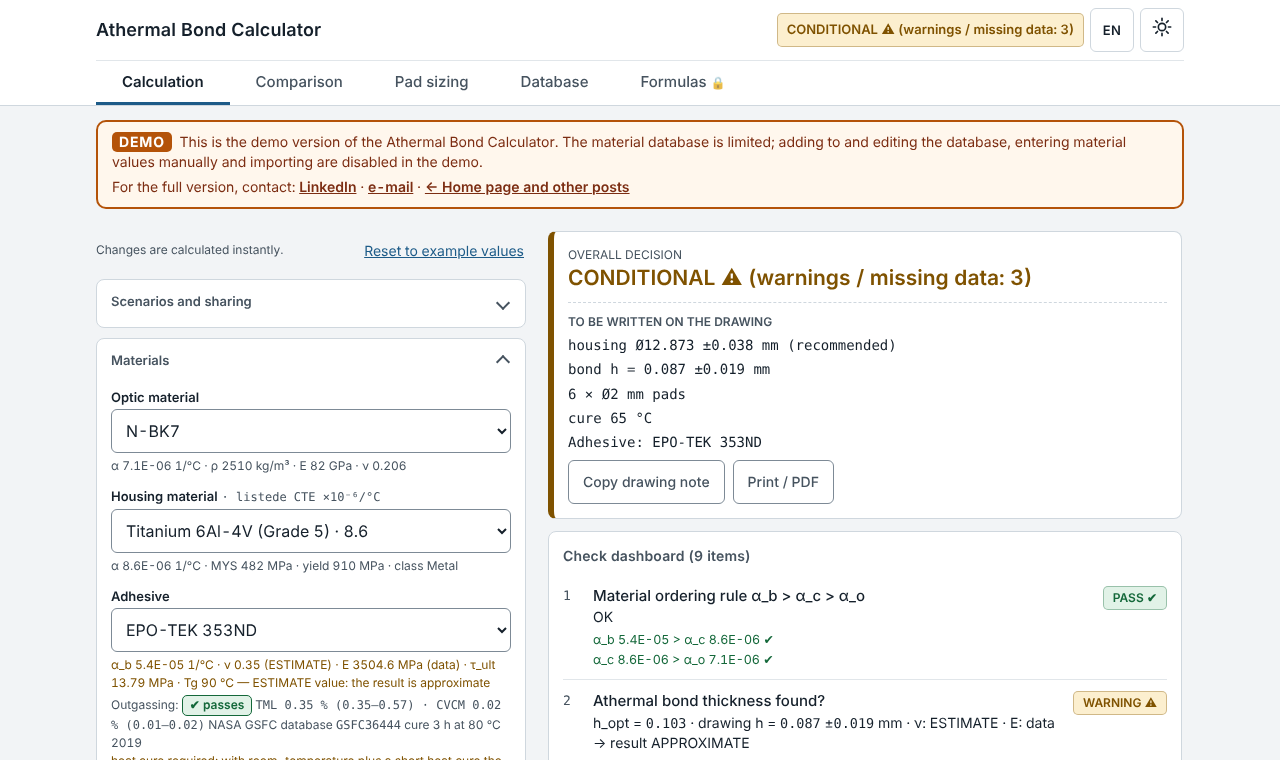 Athermal Bond Calculator
CONDITIONAL ⚠ (warnings / missing data: 3)
EN
Calculation
Comparison
Pad sizing
Database
Formulas 🔒
DEMO This is the demo version of the Athermal Bond Calculator. The material database is limited; adding to and editing the database, entering material
values manually and importing are disabled in the demo.
For the full version, contact: LinkedIn · e-mail · ← Home page and other posts
Changes are calculated instantly.
Reset to example values
Scenarios and sharing
Materials
Optic material
N-BK7
α 7.1E-06 1/°C · ρ 2510 kg/m³ · E 82 GPa · ν 0.206
Housing material · listede CTE ×10⁻⁶/°C
Titanium 6Al-4V (Grade 5) · 8.6
α 8.6E-06 1/°C · MYS 482 MPa · yield 910 MPa · class Metal
Adhesive
EPO-TEK 353ND
α_b 5.4E-05 1/°C · ν 0.35 (ESTIMATE) · E 3504.6 MPa (data) · τ_ult
13.79 MPa · Tg 90 °C — ESTIMATE value: the result is approximate
Outgassing: ✔ passes TML 0.35 % (0.35–0.57) · CVCM 0.02
% (0.01–0.02) NASA GSFC database GSFC36444 cure 3 h at 80 °C
2019
OVERALL DECISION
CONDITIONAL ⚠ (warnings / missing data: 3)
TO BE WRITTEN ON THE DRAWING
housing Ø12.873 ±0.038 mm (recommended)
bond h = 0.087 ±0.019 mm
6 × Ø2 mm pads
cure 65 °C
Adhesive: EPO-TEK 353ND
Copy drawing note
Print / PDF
Check dashboard (9 items)
1 Material ordering rule α_b > α_c > α_o
PASS ✔
OK
α_b 5.4E-05 > α_c 8.6E-06 ✔
α_c 8.6E-06 > α_o 7.1E-06 ✔
2 Athermal bond thickness found?
WARNING ⚠
h_opt = 0.103 · drawing h = 0.087 ±0.019 mm · ν: ESTIMATE · E: data
→ result APPROXIMATE